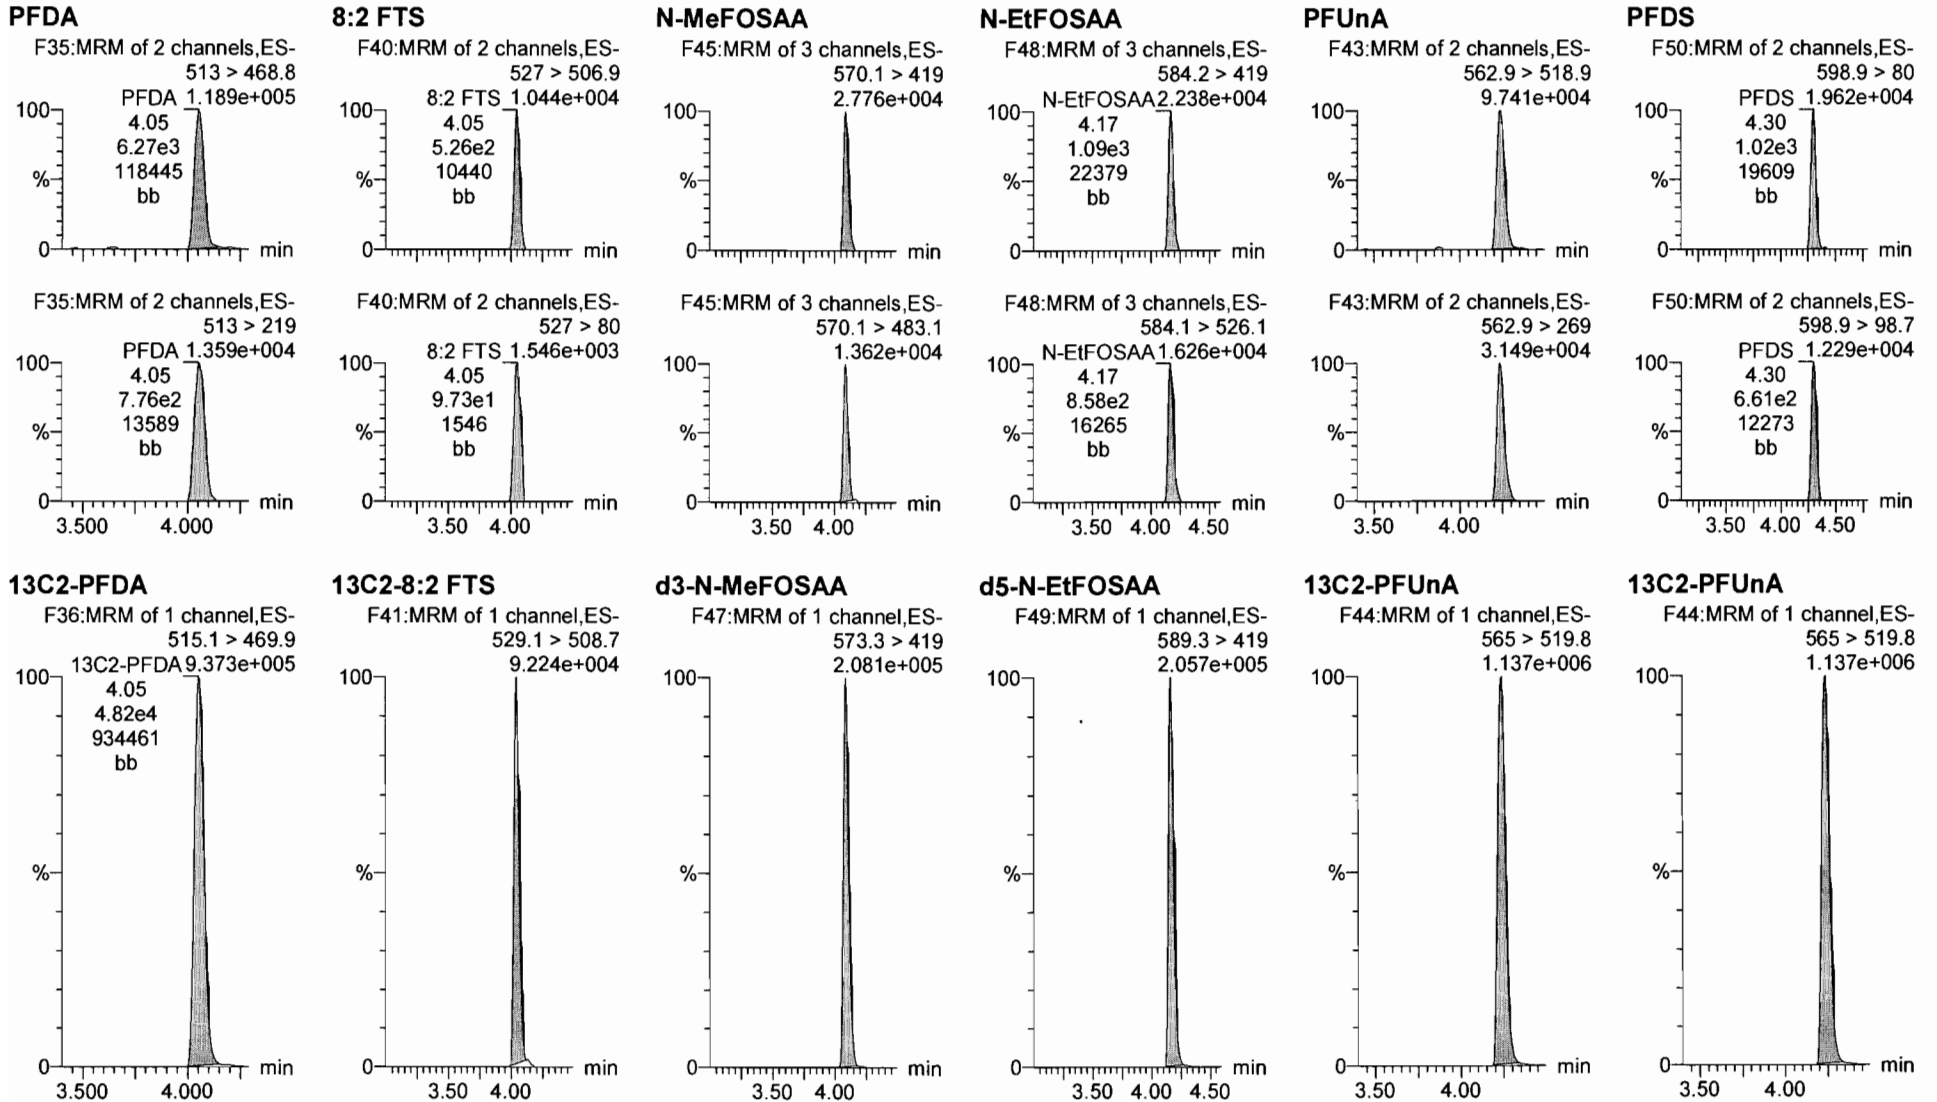 PFDA
F35:MRM of 2 channels,ES-
513 > 468.8
PFDA 1.189e+005
100
4.05
6.27e3
118445
bb
%
0
min
F35:MRM of 2 channels,ES-
513 > 219
PFDA 1.359e+004
100
4.05
7.76e2
13589
bb
%
0
min
3.500 4.000
8:2 FTS
F40:MRM of 2 channels,ES-
527 > 506.9
8:2 FTS 1.044e+004
100
4.05
5.26e2
10440
bb
%
0
min
F40:MRM of 2 channels,ES-
527 > 80
8:2 FTS 1.546e+003
100
4.05
9.73e1
1546
bb
%
0
min
3.50 4.00
N-MeFOSAA
F45:MRM of 3 channels,ES-
570.1 > 419
2.776e+004
100
%
0
min
F45:MRM of 3 channels,ES-
570.1 > 483.1
1.362e+004
100
%
0
min
3.50 4.00
N-EtFOSAA
F48:MRM of 3 channels,ES-
584.2 > 419
N-EtFOSAA 2.238e+004
100
4.17
1.09e3
22379
bb
%
0
min
F48:MRM of 3 channels,ES-
584.1 > 526.1
N-EtFOSAA 1.626e+004
100
4.17
8.58e2
16265
bb
%
0
min
3.50 4.00 4.50
PFUnA
F43:MRM of 2 channels,ES-
562.9 > 518.9
9.741e+004
100
%
0
min
F43:MRM of 2 channels,ES-
562.9 > 269
3.149e+004
100
%
0
min
3.50 4.00
PFDS
F50:MRM of 2 channels,ES-
598.9 > 80
PFDS 1.962e+004
100
4.30
1.02e3
19609
bb
%
0
min
F50:MRM of 2 channels,ES-
598.9 > 98.7
PFDS 1.229e+004
100
4.30
6.61e2
12273
bb
%
0
min
3.50 4.00 4.50
13C2-PFDA
F36:MRM of 1 channel,ES-
515.1 > 469.9
13C2-PFDA 9.373e+005
100
4.05
4.82e4
934461
bb
%
0
min
3.500 4.000
13C2-8:2 FTS
F41:MRM of 1 channel,ES-
529.1 > 508.7
9.224e+004
100
%
0
min
3.50 4.00
d3-N-MeFOSAA
F47:MRM of 1 channel,ES-
573.3 > 419
2.081e+005
100
%
0
min
3.50 4.00
d5-N-EtFOSAA
F49:MRM of 1 channel,ES-
589.3 > 419
2.057e+005
100
%
0
min
3.50 4.00 4.50
13C2-PFUnA
F44:MRM of 1 channel,ES-
565 > 519.8
1.137e+006
100
%
0
min
3.50 4.00
13C2-PFUnA
F44:MRM of 1 channel,ES-
565 > 519.8
1.137e+006
100
%
0
min
3.50 4.00